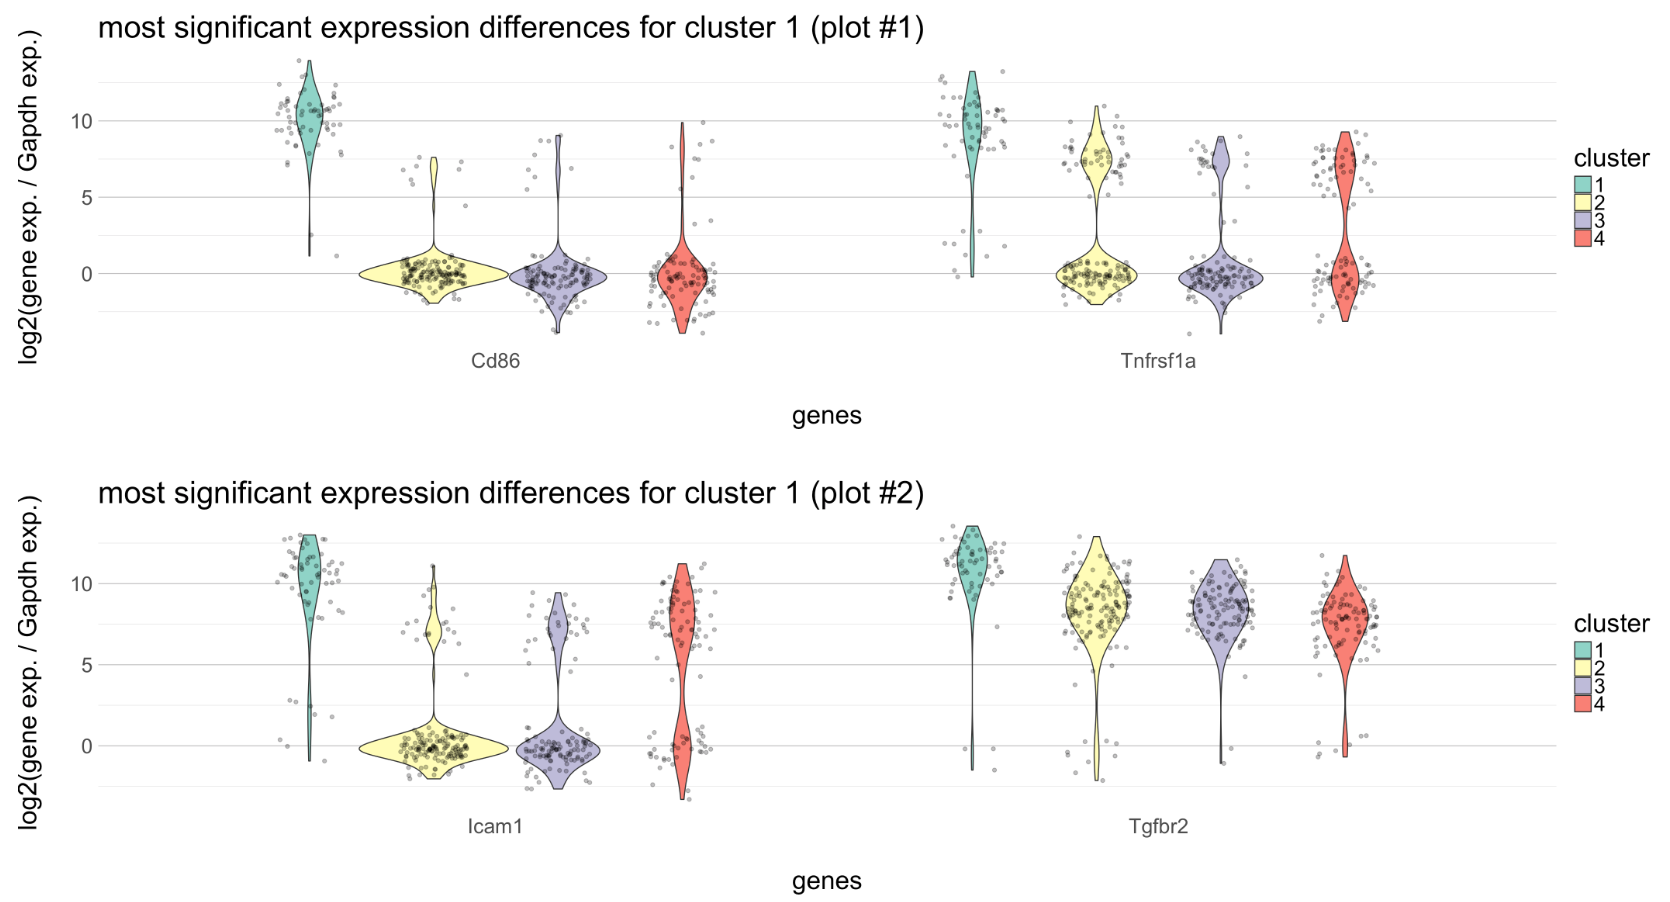 most significant expression differences for cluster 1 (plot #1)
log2(gene exp. / Gapdh exp.)
10
5
0
Cd86
Tnfrsf1a
genes
cluster
1
2
3
4
most significant expression differences for cluster 1 (plot #2)
log2(gene exp. / Gapdh exp.)
10
5
0
Icam1
Tgfbr2
genes
cluster
1
2
3
4